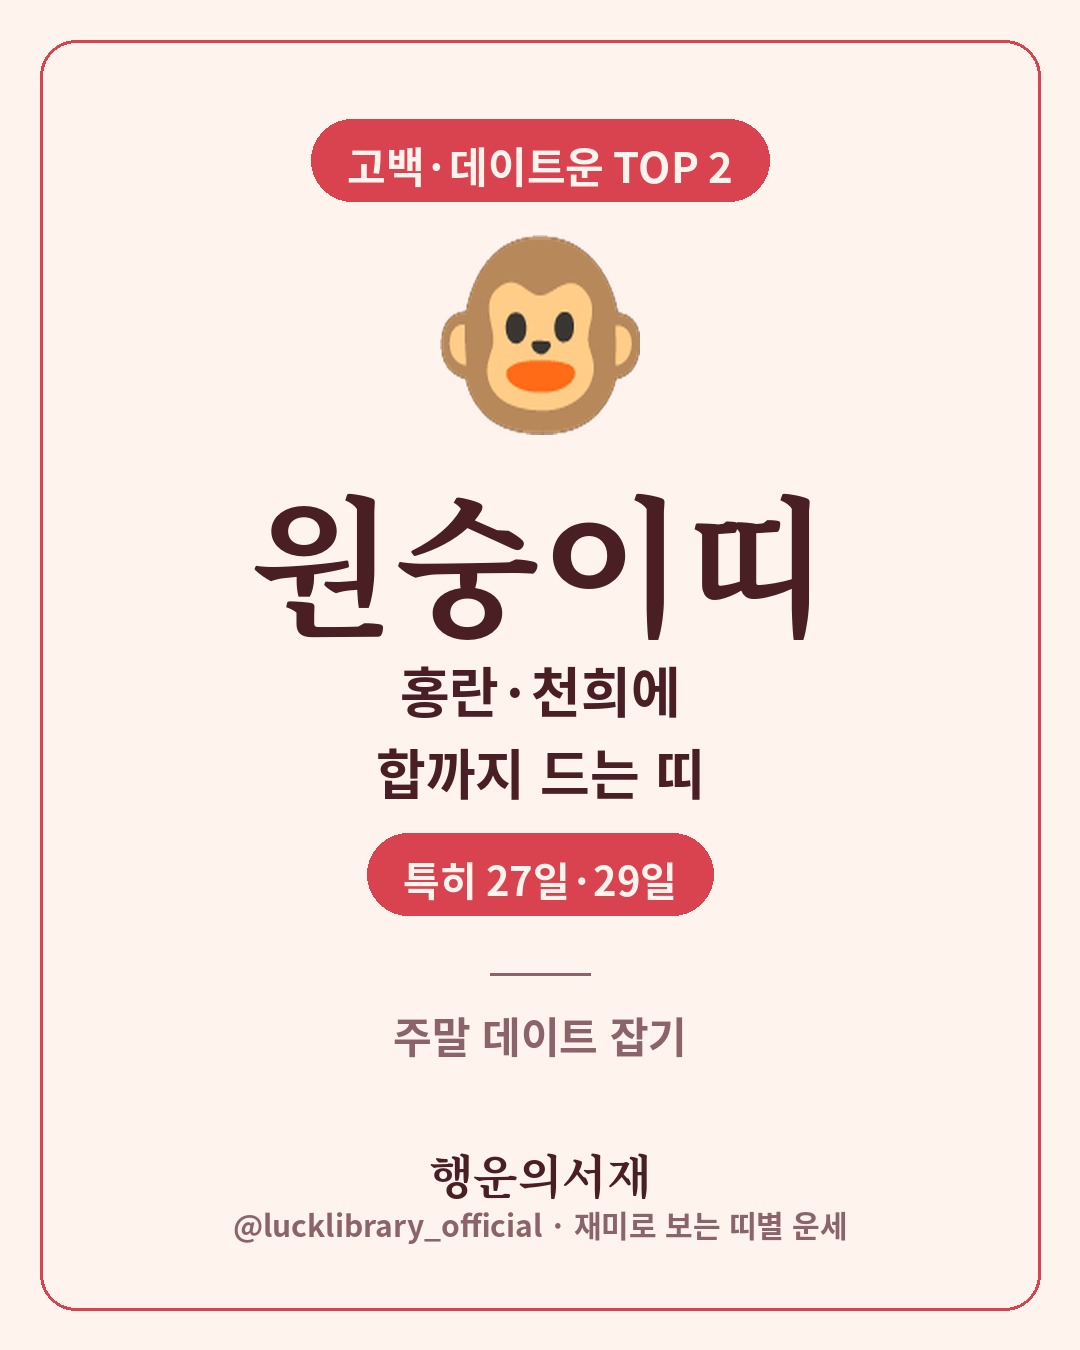 고백·데이트운 TOP 2
원숭이띠
홍란·천희에
합까지 드는 띠
특히 27일·29일
주말 데이트 잡기
행운의서재
@lucklibrary_official · 재미로 보는 띠별 운세